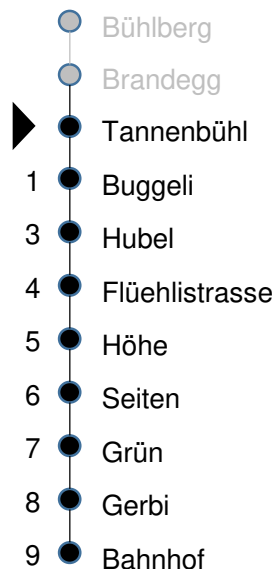 Bühlberg
Brandegg
Tannenbühl
1 Buggeli
3 Hubel
4 Flüehlistrasse
5 Höhe
6 Seiten
7 Grün
8 Gerbi
9 Bahnhof